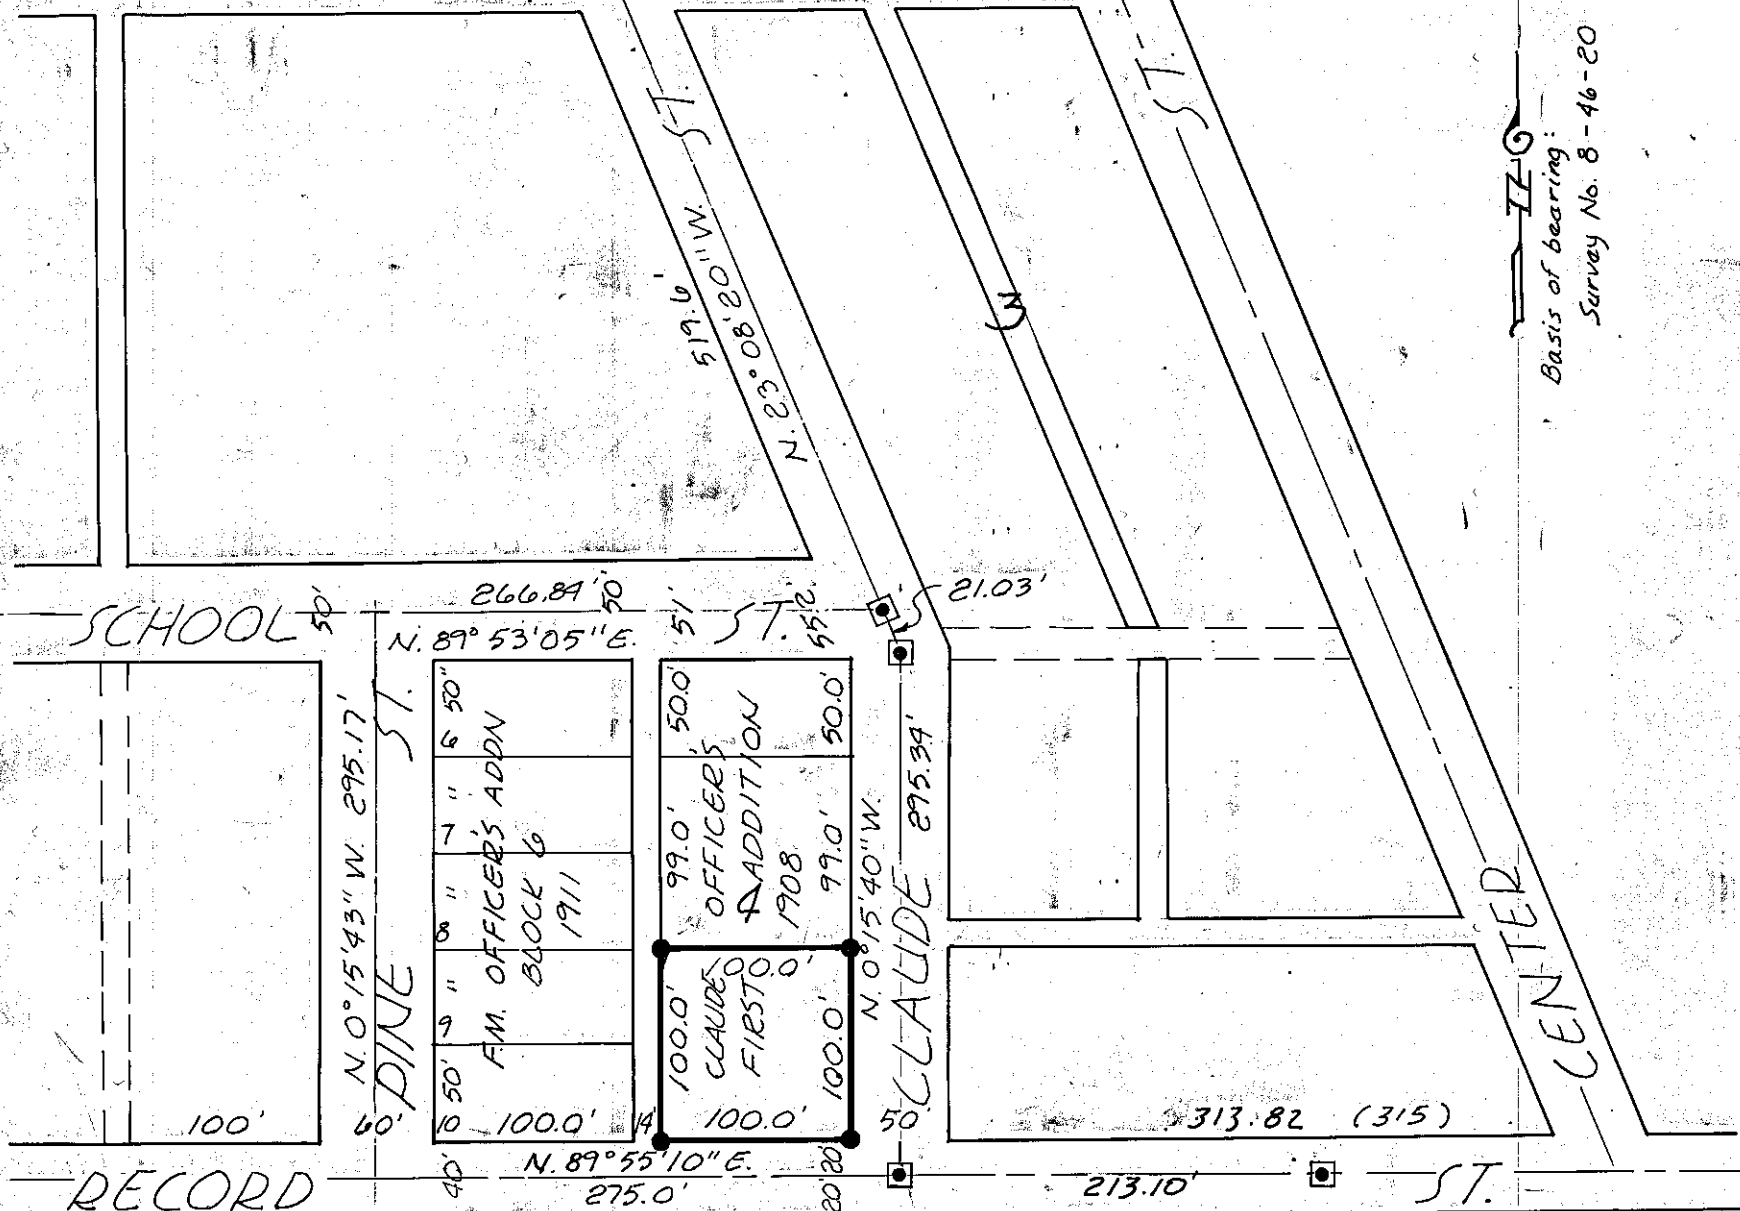 ST.
ST.
Basis of bearing:
Survey No. 8-46-20
519.6'
N. 23° 08' 20" W.
3
SCHOOL
50'
266.84'
50'
51'
ST.
55.2'
21.03'
N. 89° 53' 05" E.
N. 0° 15' 43" W. 295.17'
PINE ST.
6 50"
7 "
8 "
9 "
10 50'
F.M. OFFICER'S ADDN
BLOCK 6
1911
50.0'
99.0'
OFFICER'S
ADDITION
1908
50.0'
99.0'
N. 0° 15' 40" W.
295.34'
CLAUDE
100.0'
100.0'
CLAUDE
FIRST
100.0'
100'
60'
100.0'
14
100.0'
50
313.82 (315)
CENTER
RECORD
40'
N. 89° 55' 10" E.
275.0'
20'
20'
213.10'
ST.